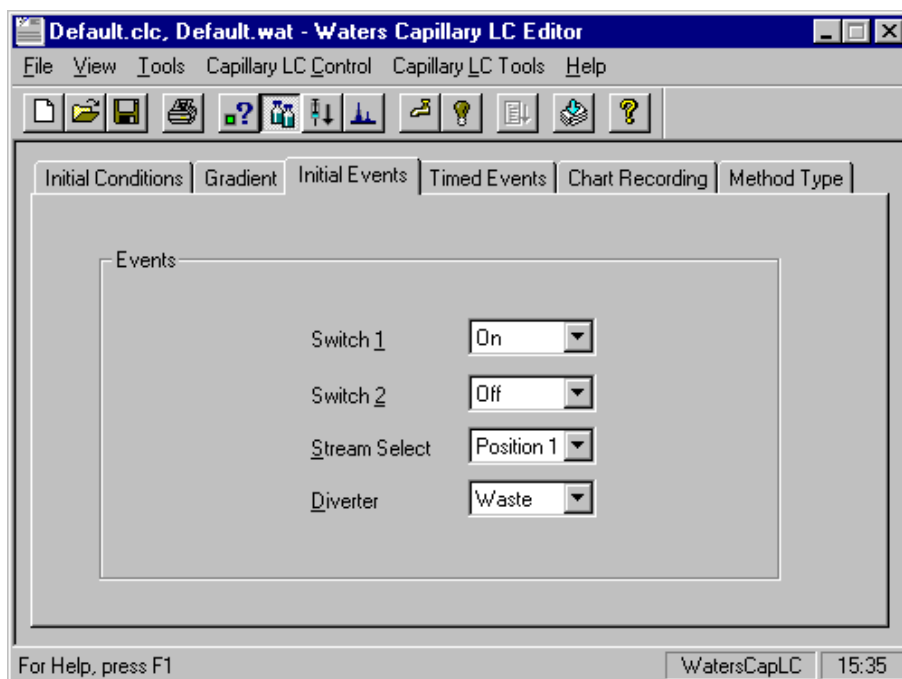 Default.clc, Default.wat - Waters Capillary LC Editor
File View Tools Capillary LC Control Capillary LC Tools Help
Initial Conditions Gradient Initial Events Timed Events Chart Recording Method Type
Events
Switch 1 On
Switch 2 Off
Stream Select Position 1
Diverter Waste
For Help, press F1 WatersCapLC 15:35